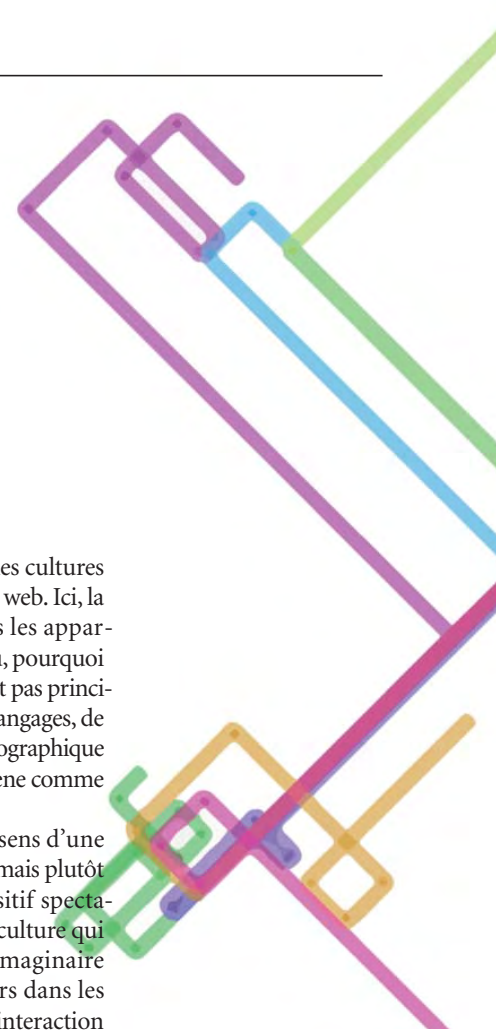 es cultures
web. Ici, la
s les appar-
, pourquoi
t pas princi-
angages, de
ographique
ène comme
sens d'une
mais plutôt
sitif specta-
culture qui
maginaire
rs dans les
interaction